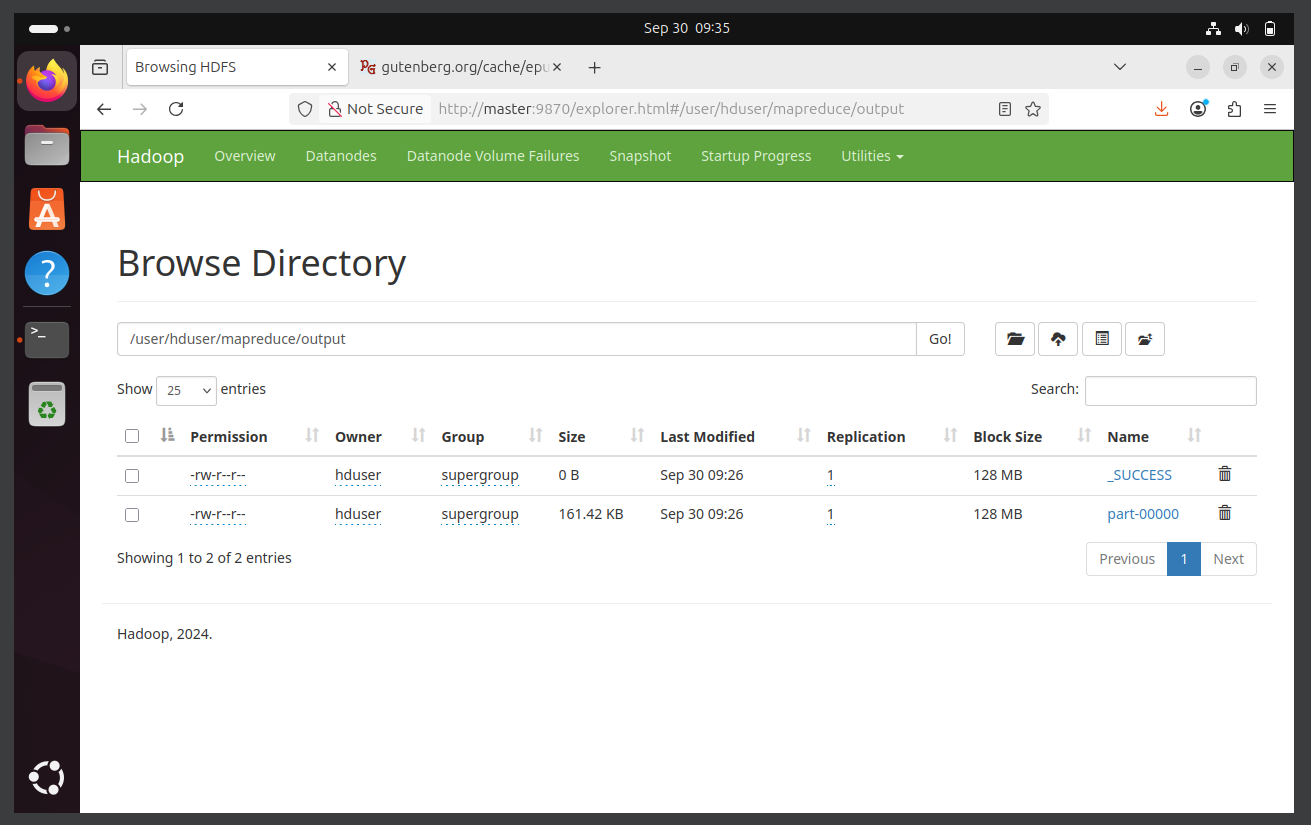 Sep 30 09:35
Browsing HDFS
gutenberg.org/cache/epu
Not Secure http://master:9870/explorer.html#/user/hduser/mapreduce/output
Hadoop Overview Datanodes Datanode Volume Failures Snapshot Startup Progress Utilities
Browse Directory
/user/hduser/mapreduce/output Go!
Show 25 entries Search:
Permission Owner Group Size Last Modified Replication Block Size Name
-rw-r--r-- hduser supergroup 0 B Sep 30 09:26 1 128 MB _SUCCESS
-rw-r--r-- hduser supergroup 161.42 KB Sep 30 09:26 1 128 MB part-00000
Showing 1 to 2 of 2 entries Previous 1 Next
Hadoop, 2024.